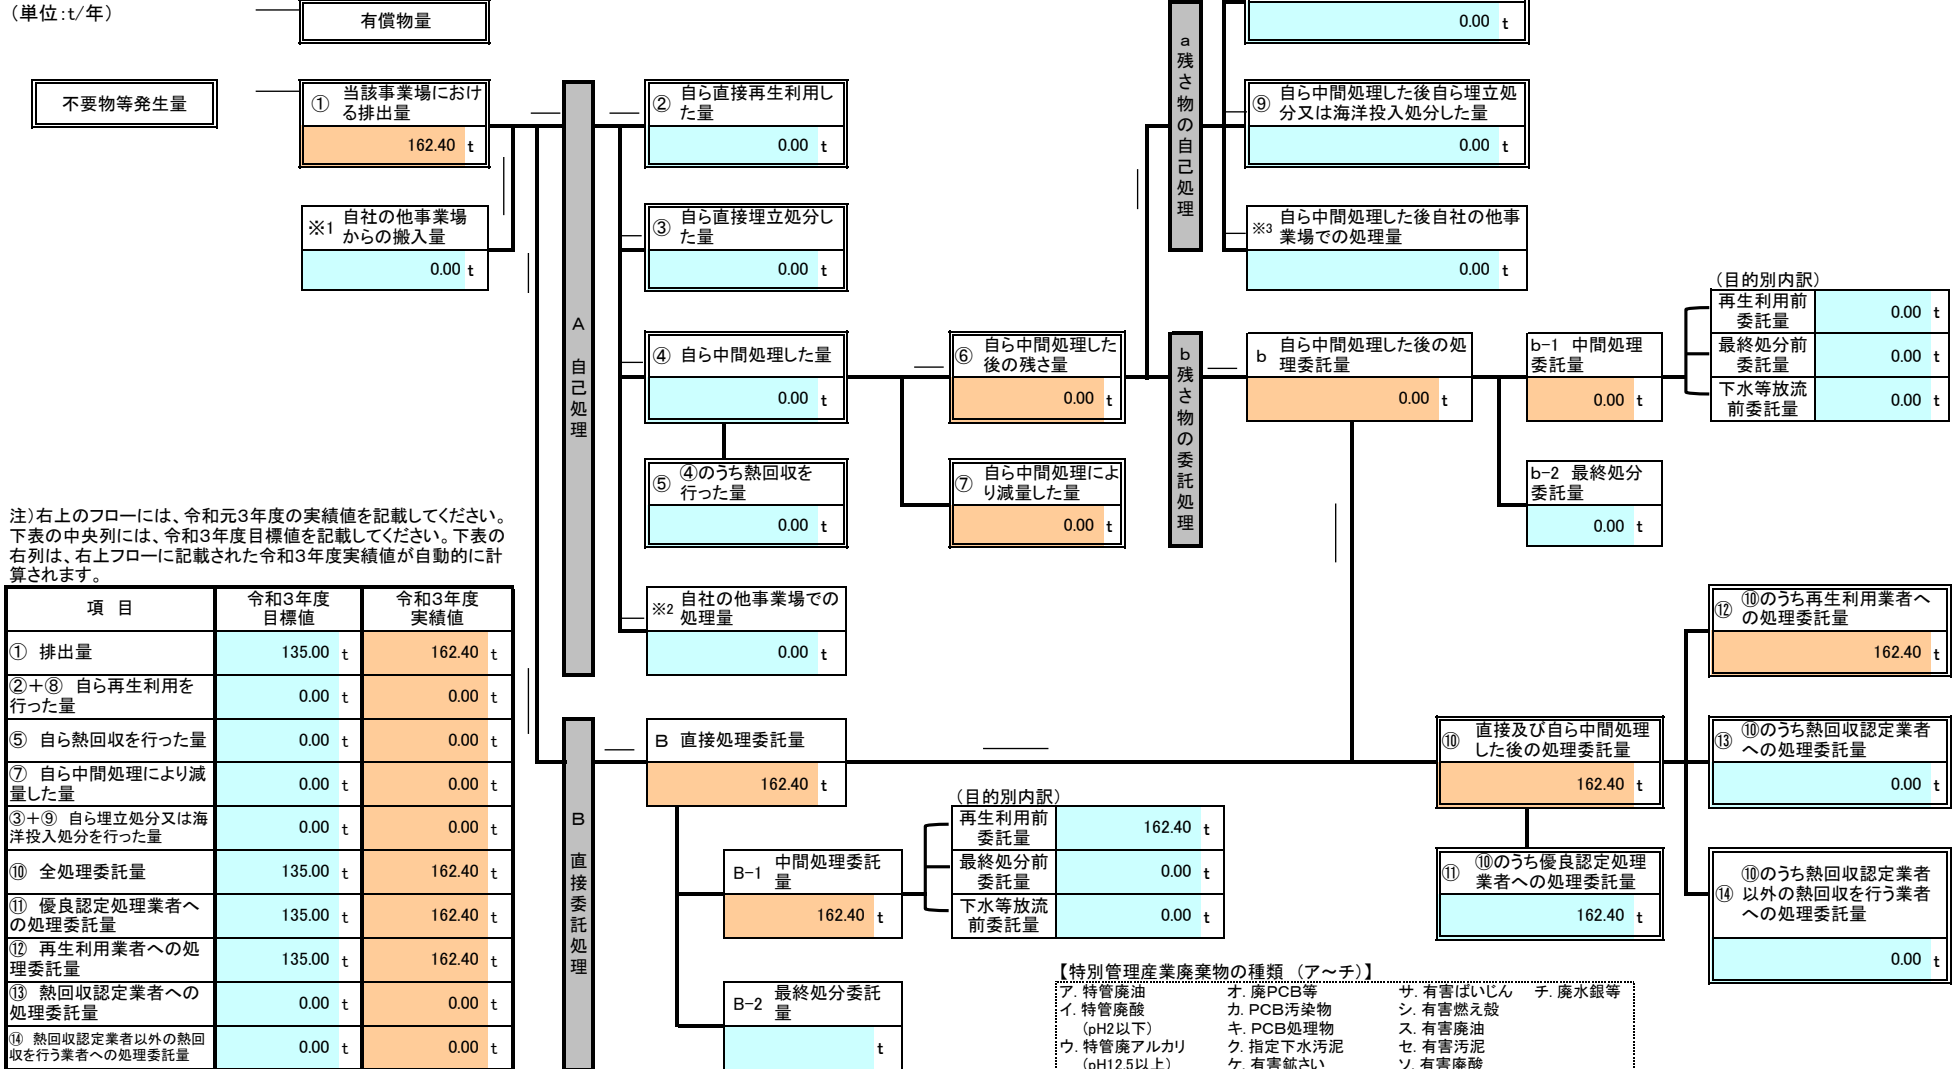 （単位：t/年）
有償物量
0.00 t
不要物等発生量
① 当該事業場におけ
る排出量
162.40 t
※1 自社の他事業場
からの搬入量
0.00 t
A 自己処理
② 自ら直接再生利用し
た量
0.00 t
③ 自ら直接埋立処分し
た量
0.00 t
④ 自ら中間処理した量
0.00 t
⑤ ④のうち熱回収を
行った量
0.00 t
※2 自社の他事業場での
処理量
0.00 t
⑥ 自ら中間処理した
後の残さ量
0.00 t
⑦ 自ら中間処理によ
り減量した量
0.00 t
a 残さ物の自己処理
⑨ 自ら中間処理した後自ら埋立処
分又は海洋投入処分した量
0.00 t
※3 自ら中間処理した後自社の他事
業場での処理量
0.00 t
b 残さ物の委託処理
b 自ら中間処理した後の処
理委託量
0.00 t
b-1 中間処理
委託量
0.00 t
b-2 最終処分
委託量
0.00 t
（目的別内訳）
再生利用前
委託量
0.00 t
最終処分前
委託量
0.00 t
下水等放流
前委託量
0.00 t
注）右上のフローには、令和元３年度の実績値を記載してください。
下表の中央列には、令和３年度目標値を記載してください。下表の
右列は、右上フローに記載された令和３年度実績値が自動的に計
算されます。
項 目 令和３年度 目標値 令和３年度 実績値
① 排出量 135.00 t 162.40 t
②＋⑧ 自ら再生利用を
行った量 0.00 t 0.00 t
⑤ 自ら熱回収を行った量 0.00 t 0.00 t
⑦ 自ら中間処理により減
量した量 0.00 t 0.00 t
③＋⑨ 自ら埋立処分又は海
洋投入処分を行った量 0.00 t 0.00 t
⑩ 全処理委託量 135.00 t 162.40 t
⑪ 優良認定処理業者へ
の処理委託量 135.00 t 162.40 t
⑫ 再生利用業者への処
理委託量 135.00 t 162.40 t
⑬ 熱回収認定業者への
処理委託量 0.00 t 0.00 t
⑭ 熱回収認定業者以外の熱回
収を行う業者への処理委託量 0.00 t 0.00 t
B 直接委託処理
B 直接処理委託量
162.40 t
B-1 中間処理委託
量
162.40 t
B-2 最終処分委託
量
t
（目的別内訳）
再生利用前
委託量
162.40 t
最終処分前
委託量
0.00 t
下水等放流
前委託量
0.00 t
⑩ 直接及び自ら中間処理
した後の処理委託量
162.40 t
⑪ ⑩のうち優良認定処理
業者への処理委託量
162.40 t
⑫ ⑩のうち再生利用業者へ
の処理委託量
162.40 t
⑬ ⑩のうち熱回収認定業者
への処理委託量
0.00 t
⑭ ⑩のうち熱回収認定業者
以外の熱回収を行う業者
への処理委託量
0.00 t
【特別管理産業廃棄物の種類 （ア～チ）】
ア．特管廃油 オ．廃PCB等 サ．有害ばいじん チ．廃水銀等
イ．特管廃酸 カ．PCB汚染物 シ．有害燃え殻
（pH2以下） キ．PCB処理物 ス．有害廃油
ウ．特管廃アルカリ ク．指定下水汚泥 セ．有害汚泥
（pH12.5以上） ケ．有害鉱さい ソ．有害廃酸